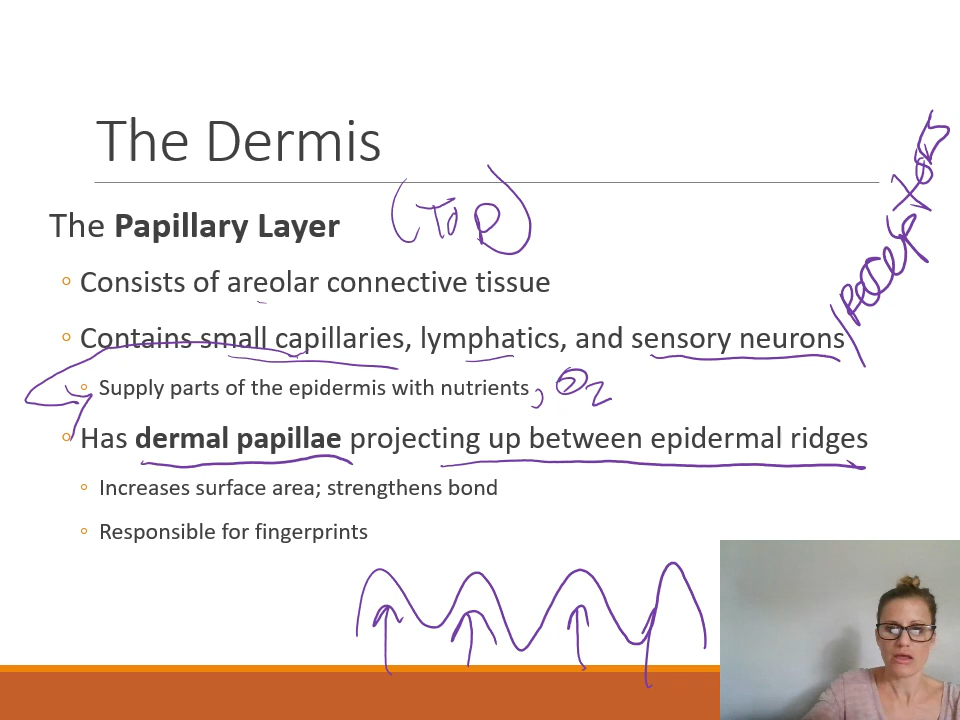 The Dermis
The Papillary Layer (Top)
Consists of areolar connective tissue
Contains small capillaries, lymphatics, and sensory neurons/receptors
Supply parts of the epidermis with nutrients, O2
Has dermal papillae projecting up between epidermal ridges
Increases surface area; strengthens bond
Responsible for fingerprints